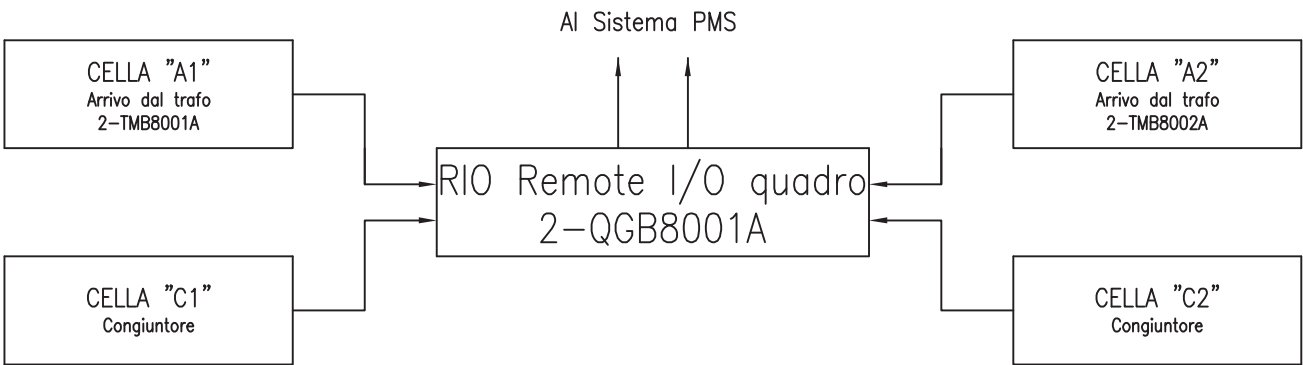 Al Sistema PMS
CELLA "A1"
Arrivo dal trafo
2-TMB8001A
CELLA "A2"
Arrivo dal trafo
2-TMB8002A
RIO Remote I/O quadro
2-QGB8001A
CELLA "C1"
Congiuntore
CELLA "C2"
Congiuntore